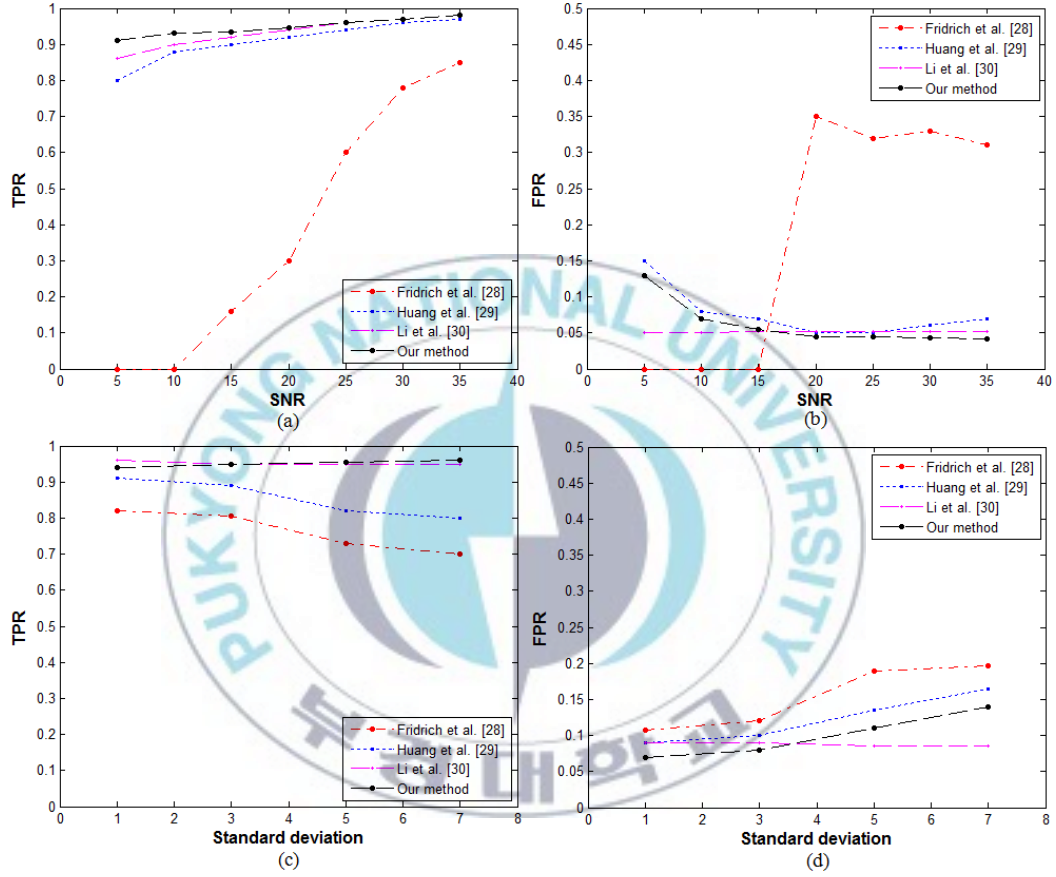 1
0.9
0.8
0.7
0.6
0.5
0.4
0.3
0.2
0.1
0
TPR
0 5 10 15 20 25 30 35 40
SNR
(a)
Fridrich et al. [28]
Huang et al. [29]
Li et al. [30]
Our method
0.5
0.45
0.4
0.35
0.3
0.25
0.2
0.15
0.1
0.05
0
FPR
0 5 10 15 20 25 30 35 40
SNR
(b)
Fridrich et al. [28]
Huang et al. [29]
Li et al. [30]
Our method
1
0.9
0.8
0.7
0.6
0.5
0.4
0.3
0.2
0.1
0
TPR
0 1 2 3 4 5 6 7 8
Standard deviation
(c)
Fridrich et al. [28]
Huang et al. [29]
Li et al. [30]
Our method
0.5
0.45
0.4
0.35
0.3
0.25
0.2
0.15
0.1
0.05
0
FPR
0 1 2 3 4 5 6 7 8
Standard deviation
(d)
Fridrich et al. [28]
Huang et al. [29]
Li et al. [30]
Our method
PUKYONG NATIONAL UNIVERSITY
부경대학교